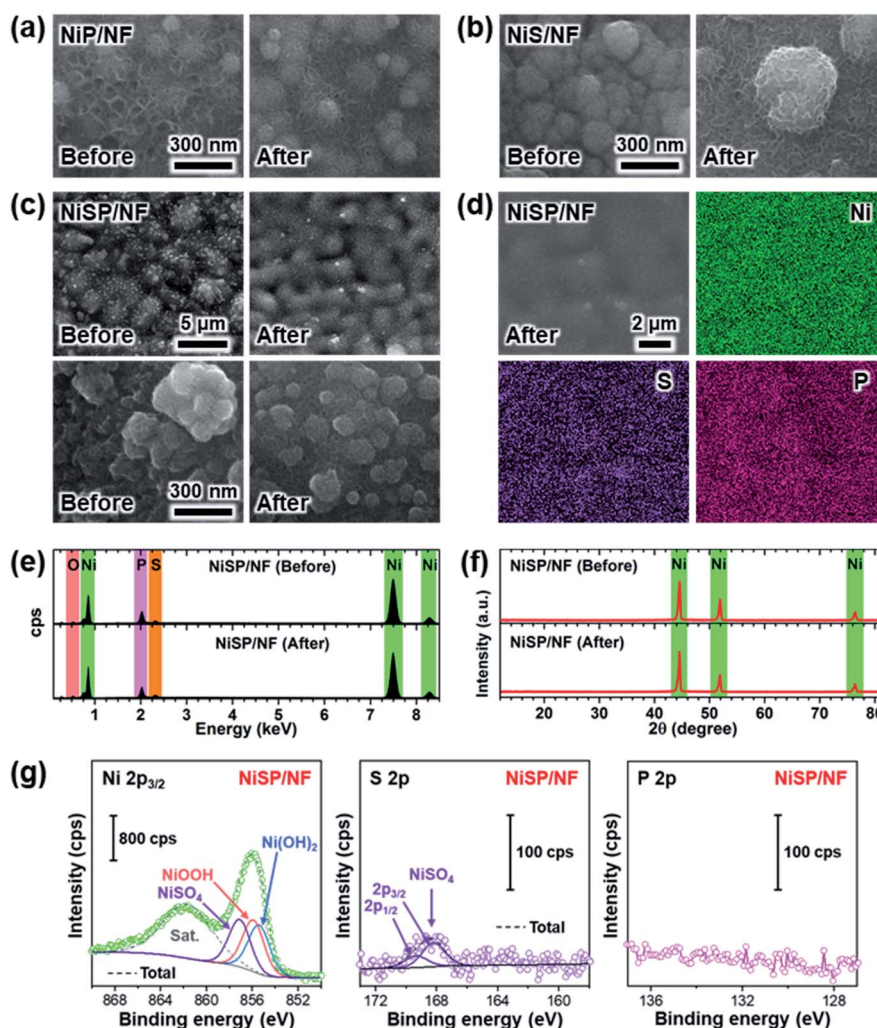 (a)
NiP/NF
Before
300 nm
After
(b)
NiS/NF
Before
300 nm
After
(c)
NiSP/NF
Before
5 µm
After
Before
300 nm
After
(d)
NiSP/NF
After
2 µm
Ni
S
P
(e)
O Ni P S NiSP/NF (Before) Ni Ni
NiSP/NF (After)
cps
1 2 3 4 5 6 7 8
Energy (keV)
(f)
NiSP/NF (Before) Ni Ni Ni
NiSP/NF (After)
Intensity (a.u.)
20 30 40 50 60 70 80
2θ (degree)
(g)
Ni 2p3/2 NiSP/NF
800 cps
Ni(OH)2
NiOOH
NiSO4
Sat.
Total
Intensity (cps)
868 864 860 856 852
Binding energy (eV)
S 2p NiSP/NF
100 cps
NiSO4
2p3/2
2p1/2
Total
Intensity (cps)
172 168 164 160
Binding energy (eV)
P 2p NiSP/NF
100 cps
Intensity (cps)
136 132 128
Binding energy (eV)